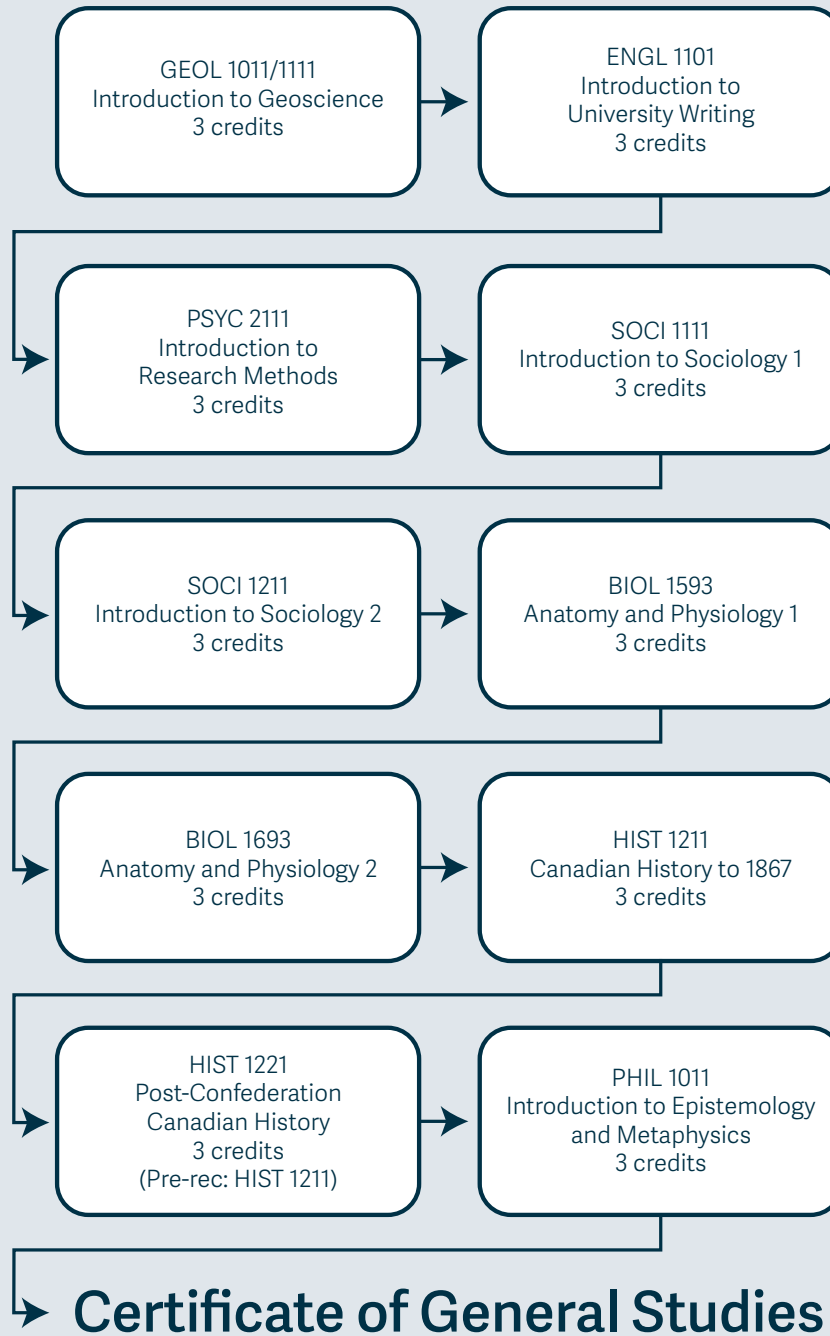 GEOL 1011/1111
Introduction to Geoscience
3 credits
ENGL 1101
Introduction to
University Writing
3 credits
PSYC 2111
Introduction to
Research Methods
3 credits
SOCI 1111
Introduction to Sociology 1
3 credits
SOCI 1211
Introduction to Sociology 2
3 credits
BIOL 1593
Anatomy and Physiology 1
3 credits
BIOL 1693
Anatomy and Physiology 2
3 credits
HIST 1211
Canadian History to 1867
3 credits
HIST 1221
Post-Confederation
Canadian History
3 credits
(Pre-rec: HIST 1211)
PHIL 1011
Introduction to Epistemology
and Metaphysics
3 credits
Certificate of General Studies